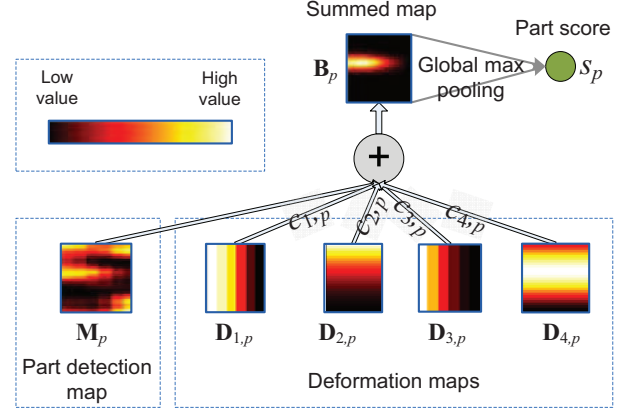 Summed map
Part score
B_p
Global max
pooling
s_p
Low
value
High
value
+
c_{1,p}
c_{2,p}
c_{3,p}
c_{4,p}
M_p
D_{1,p}
D_{2,p}
D_{3,p}
D_{4,p}
Part detection
map
Deformation maps